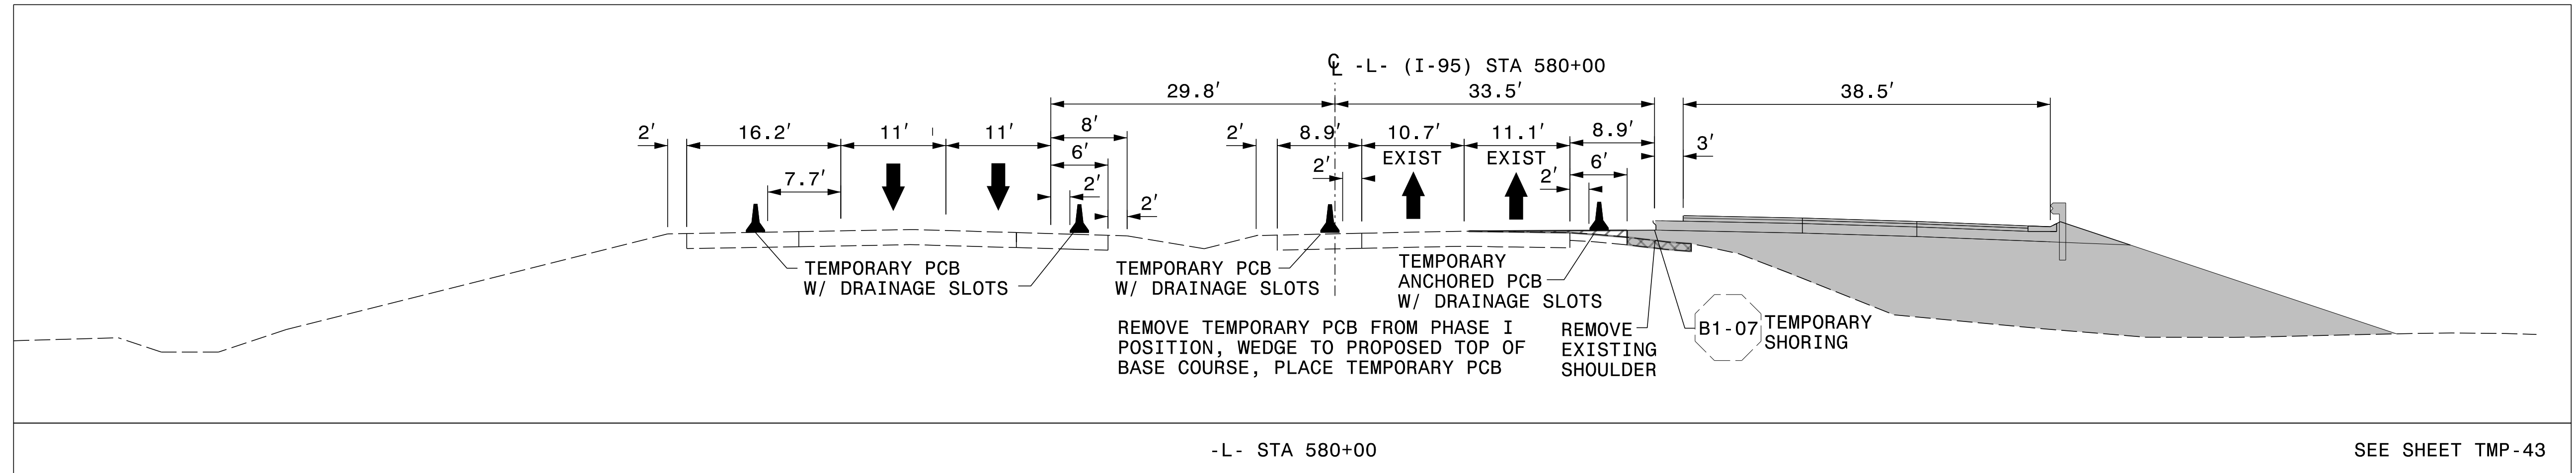 ℄ -L- (I-95) STA 580+00
29.8′
33.5′
38.5′
2′
16.2′
11′
11′
8′
2′
8.9′
10.7′
11.1′
8.9′
3′
EXIST
EXIST
6′
6′
7.7′
2′
2′
2′
2′
TEMPORARY PCB
W/ DRAINAGE SLOTS
TEMPORARY PCB
W/ DRAINAGE SLOTS
TEMPORARY
ANCHORED PCB
W/ DRAINAGE SLOTS
REMOVE TEMPORARY PCB FROM PHASE I
POSITION, WEDGE TO PROPOSED TOP OF
BASE COURSE, PLACE TEMPORARY PCB
REMOVE
EXISTING
SHOULDER
B1-07
TEMPORARY
SHORING
-L- STA 580+00
SEE SHEET TMP-43